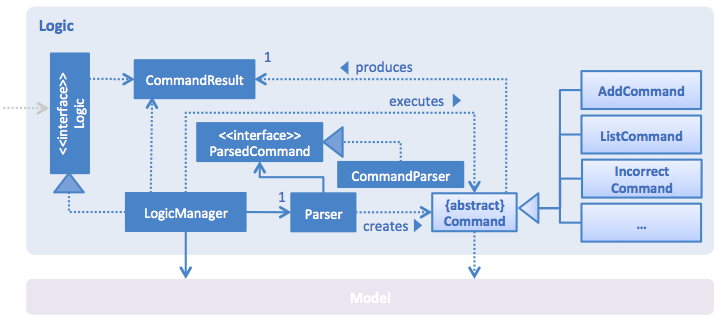 Logic
<<interface>>
Logic
CommandResult
1
produces
executes
<<interface>>
ParsedCommand
CommandParser
AddCommand
ListCommand
Incorrect
Command
...
LogicManager
1
Parser
creates
{abstract}
Command
Model